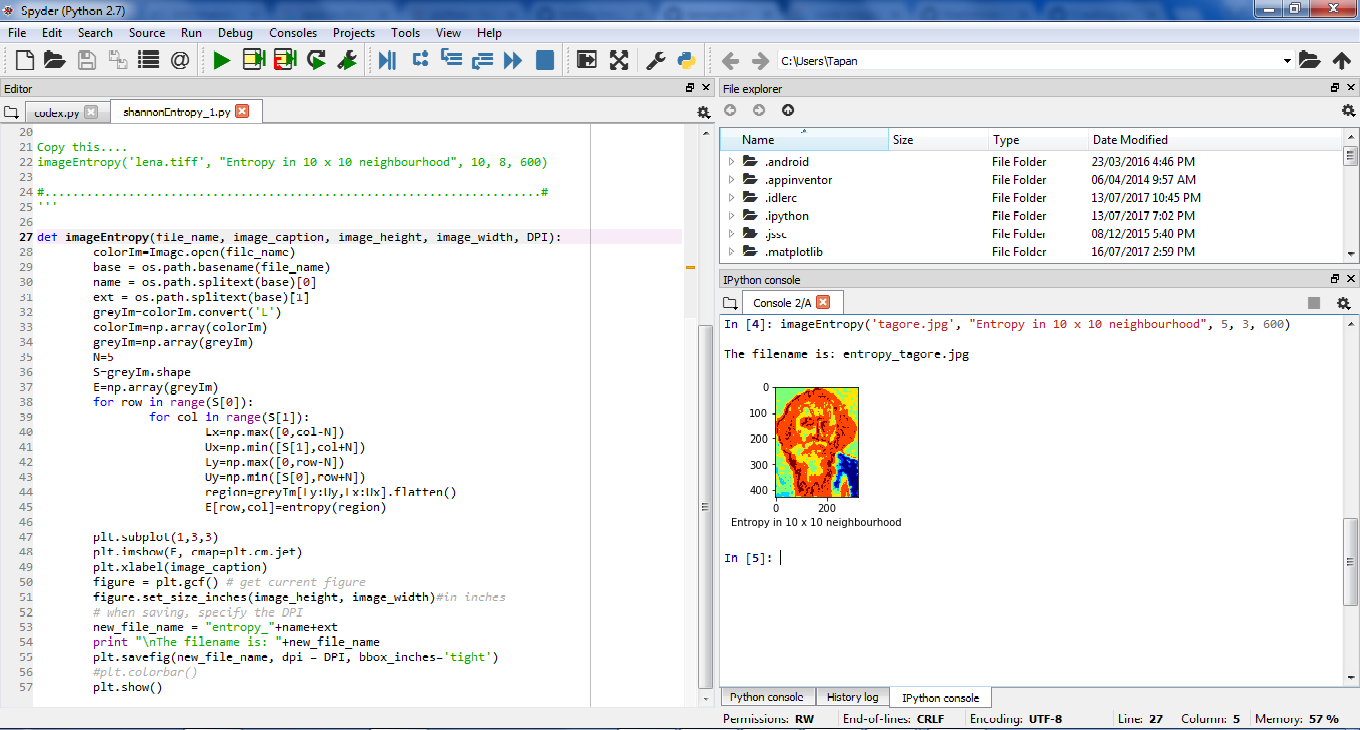 Spyder (Python 2.7)
File Edit Search Source Run Debug Consoles Projects Tools View Help
C:\Users\Tapan
Editor
codex.py shannonEntropy_1.py
20
21 Copy this....
22 imageEntropy('lena.tiff', "Entropy in 10 x 10 neighbourhood", 10, 8, 600)
23
24 #........................................................................#
25 '''
26
27 def imageEntropy(file_name, image_caption, image_height, image_width, DPI):
28 colorIm=Image.open(file_name)
29 base = os.path.basename(file_name)
30 name = os.path.splitext(base)[0]
31 ext = os.path.splitext(base)[1]
32 greyIm=colorIm.convert('L')
33 colorIm=np.array(colorIm)
34 greyIm=np.array(greyIm)
35 N=5
36 S=greyIm.shape
37 E=np.array(greyIm)
38 for row in range(S[0]):
39 for col in range(S[1]):
40 Lx=np.max([0,col-N])
41 Ux=np.min([S[1],col+N])
42 Ly=np.max([0,row-N])
43 Uy=np.min([S[0],row+N])
44 region=greyIm[Ly:Uy,Lx:Ux].flatten()
45 E[row,col]=entropy(region)
46
47 plt.subplot(1,3,3)
48 plt.imshow(E, cmap=plt.cm.jet)
49 plt.xlabel(image_caption)
50 figure = plt.gcf() # get current figure
51 figure.set_size_inches(image_height, image_width)#in inches
52 # when saving, specify the DPI
53 new_file_name = "entropy_"+name+ext
54 print "\nThe filename is: "+new_file_name
55 plt.savefig(new_file_name, dpi = DPI, bbox_inches='tight')
56 #plt.colorbar()
57 plt.show()
File explorer
Name Size Type Date Modified
.android File Folder 23/03/2016 4:46 PM
.appinventor File Folder 06/04/2014 9:57 AM
.idlerc File Folder 13/07/2017 10:45 PM
.ipython File Folder 13/07/2017 7:02 PM
.jssc File Folder 08/12/2015 5:40 PM
.matplotlib File Folder 16/07/2017 2:59 PM
IPython console
Console 2/A
In [4]: imageEntropy('tagore.jpg', "Entropy in 10 x 10 neighbourhood", 5, 3, 600)
The filename is: entropy_tagore.jpg
0
100
200
300
400
0 200
Entropy in 10 x 10 neighbourhood
In [5]:
Python console History log IPython console
Permissions: RW End-of-lines: CRLF Encoding: UTF-8 Line: 27 Column: 5 Memory: 57 %